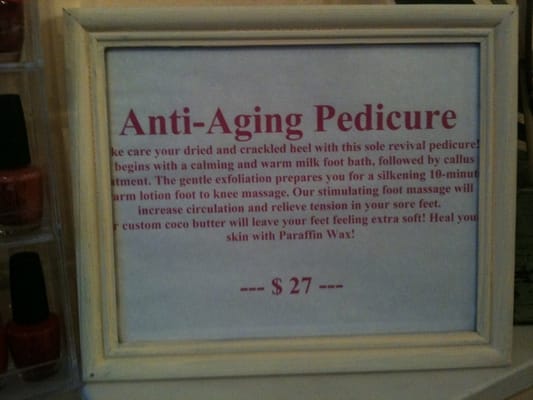 Anti-Aging Pedicure
ke care your dried and crackled heel with this sole revival pedicure!
begins with a calming and warm milk foot bath, followed by callus
atment. The gentle exfoliation prepares you for a silkening 10-minut
arm lotion foot to knee massage. Our stimulating foot massage will
increase circulation and relieve tension in your sore feet.
r custom coco butter will leave your feet feeling extra soft! Heal you
skin with Paraffin Wax!
--- $ 27 ---